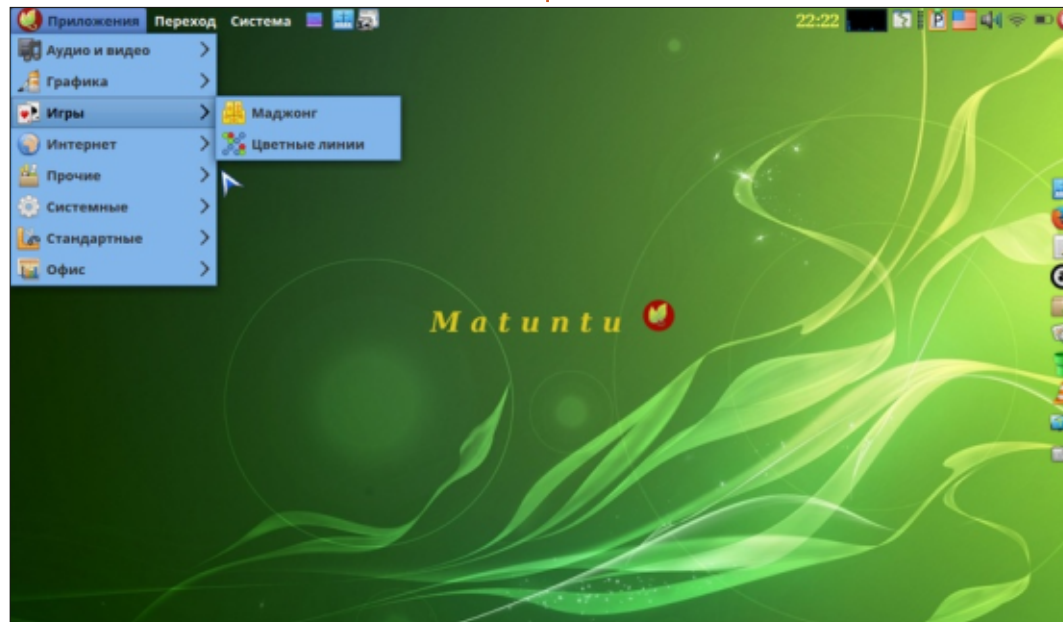 Приложения Переход Система 22:22
Аудио и видео
Графика
Игры
Маджонг
Интернет
Цветные линии
Прочие
Системные
Стандартные
Офис
Matuntu